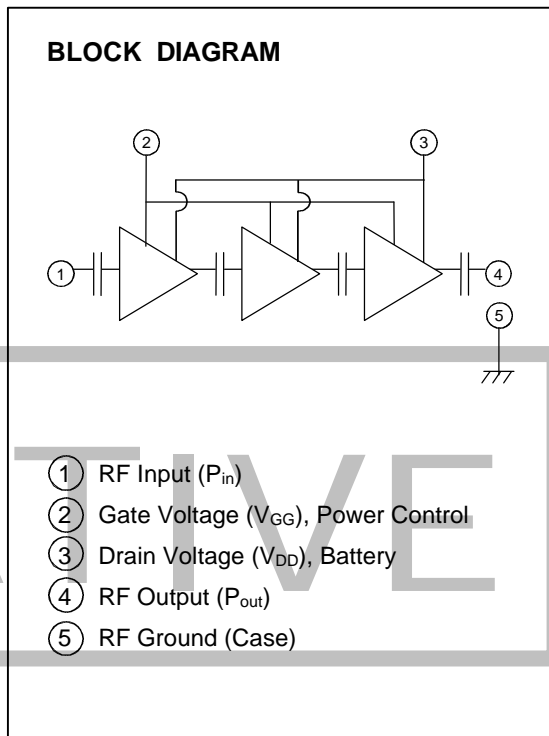 BLOCK DIAGRAM
2
3
1
4
5
1 RF Input (Pin)
2 Gate Voltage (VGG), Power Control
3 Drain Voltage (VDD), Battery
4 RF Output (Pout)
5 RF Ground (Case)
ATIVE